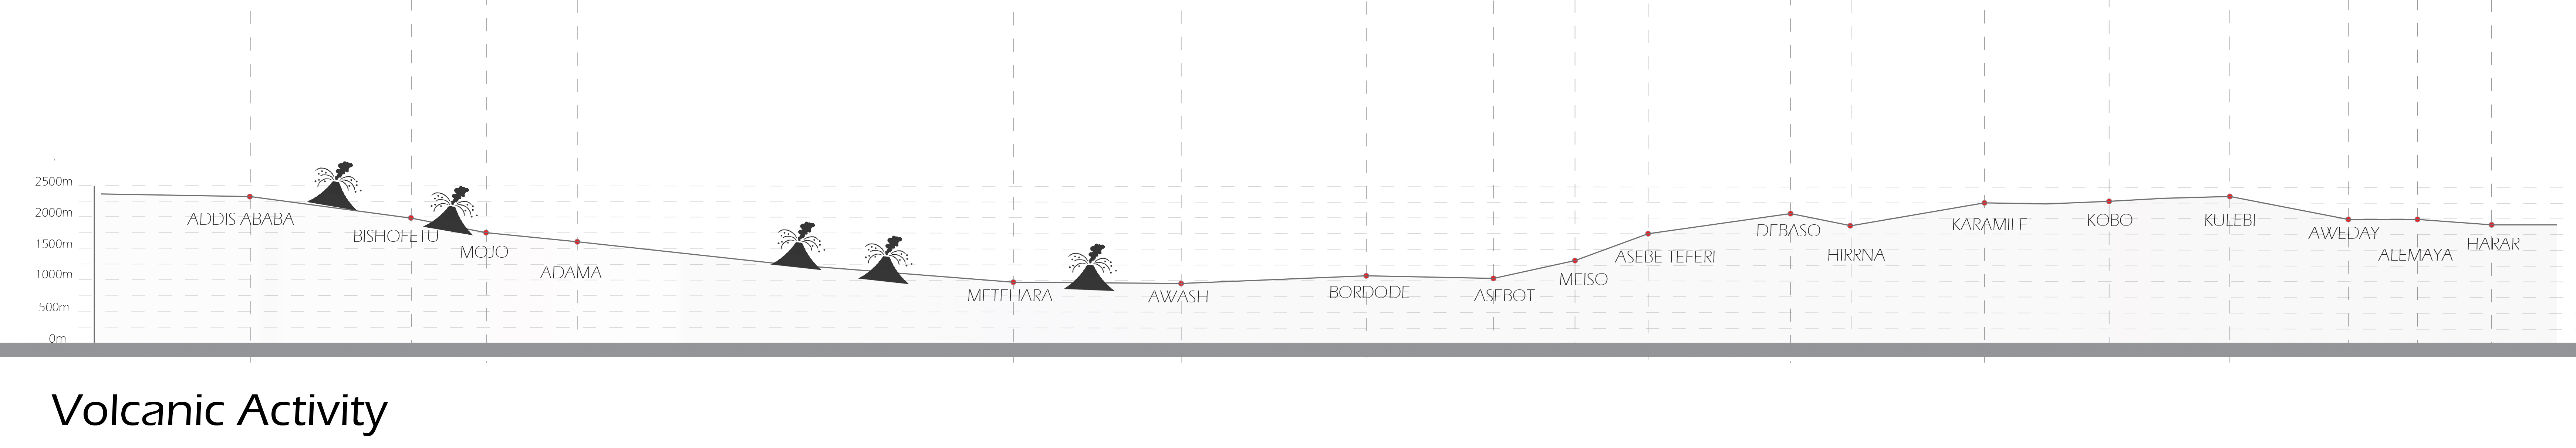 2500m
2000m
1500m
1000m
500m
0m
ADDIS ABABA
BISHOFETU
MOJO
ADAMA
METEHARA
AWASH
BORDODE
ASEBOT
MEISO
ASEBE TEFERI
DEBASO
HIRRNA
KARAMILE
KOBO
KULEBI
AWEDAY
ALEMAYA
HARAR
Volcanic Activity